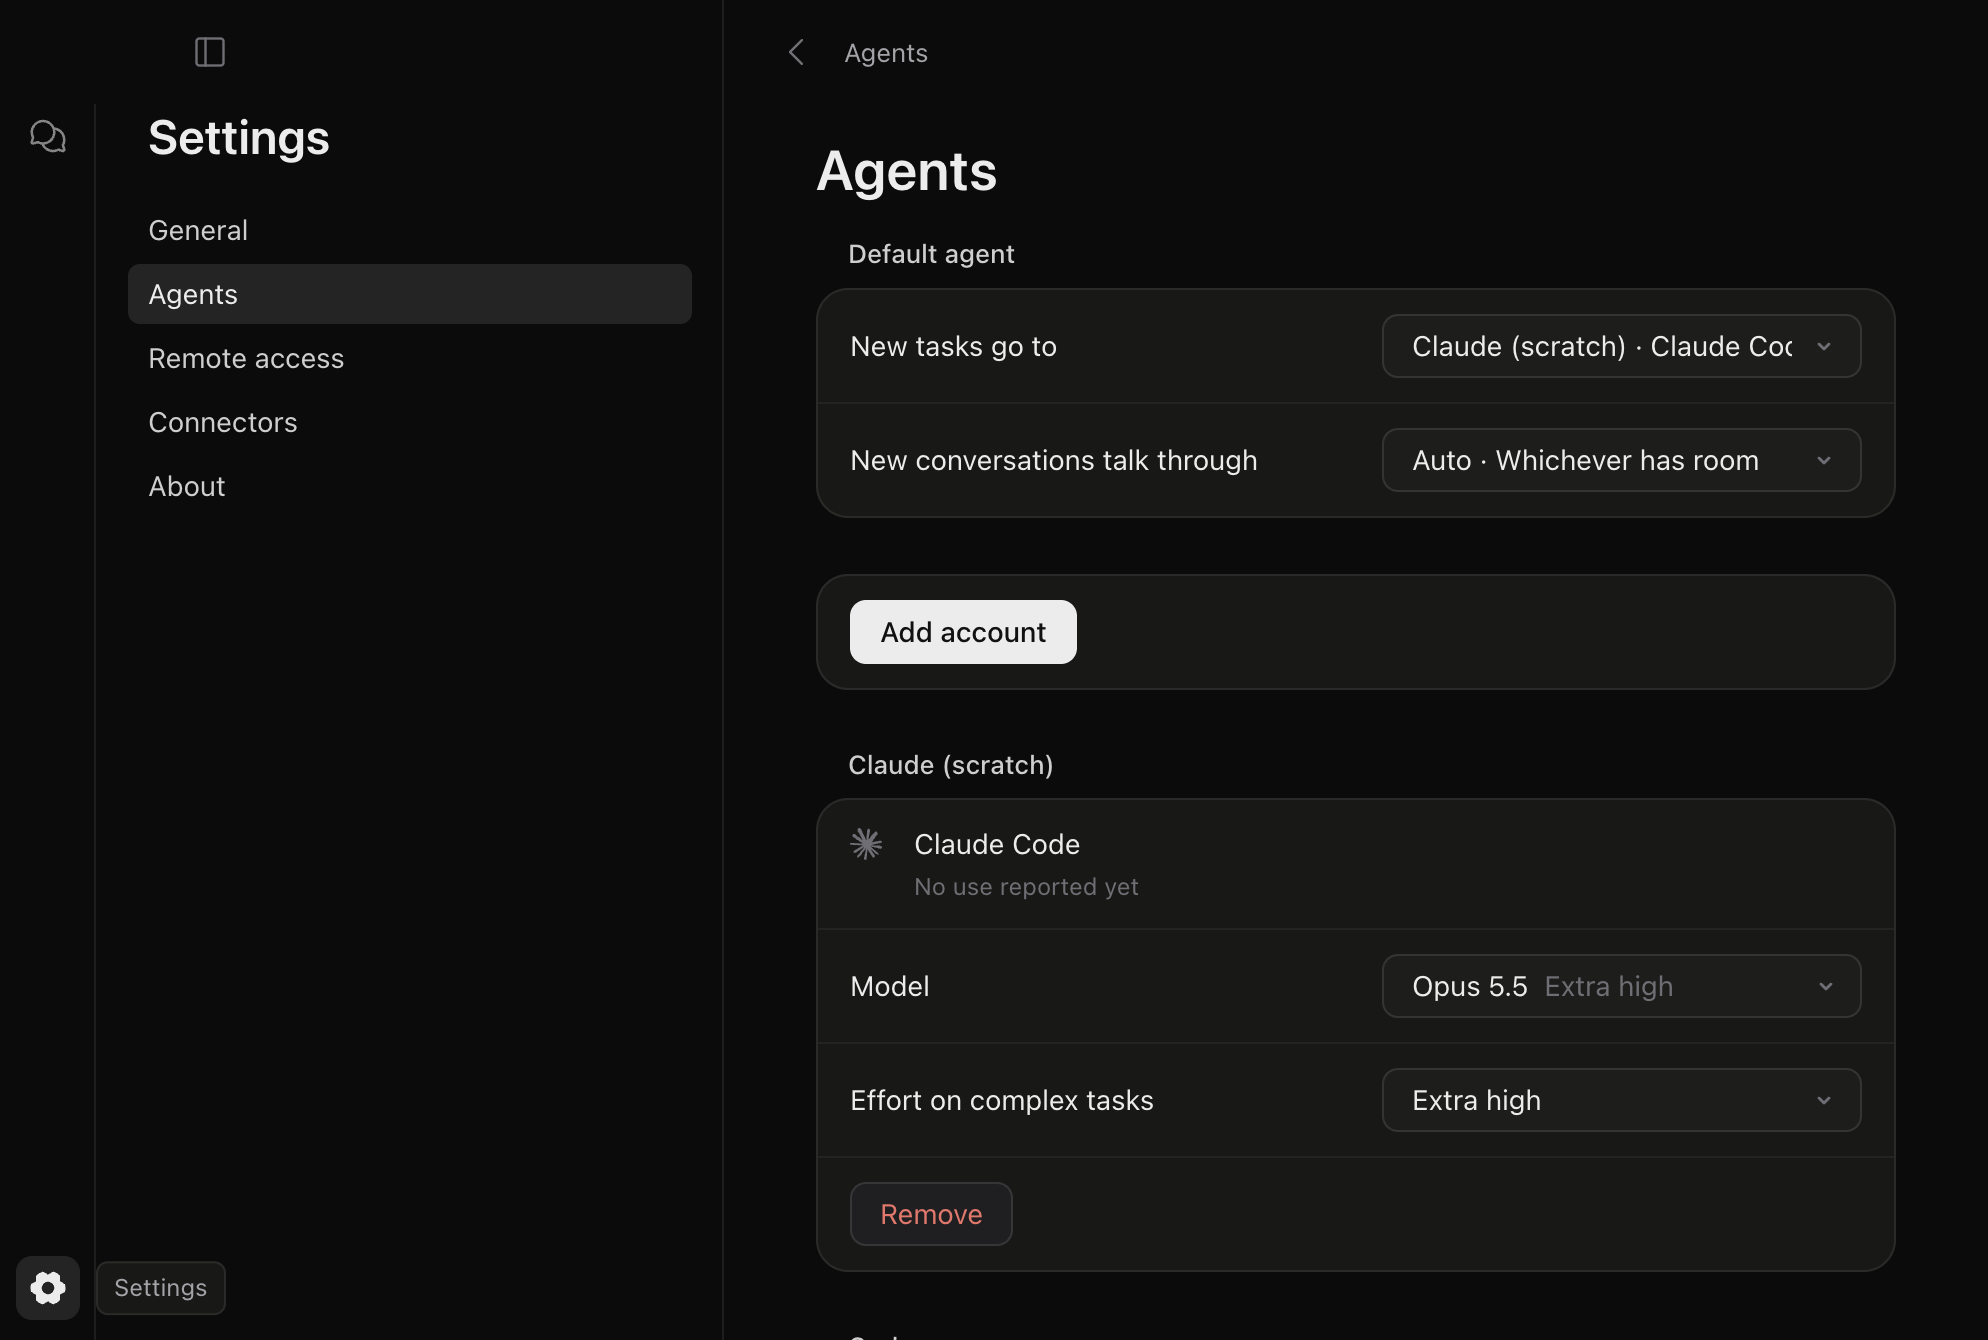 Agents
Settings
General
Agents
Remote access
Connectors
About
Settings
Agents
Default agent
New tasks go to
Claude (scratch) · Claude Coc
New conversations talk through
Auto · Whichever has room
Add account
Claude (scratch)
Claude Code
No use reported yet
Model
Opus 5.5 Extra high
Effort on complex tasks
Extra high
Remove